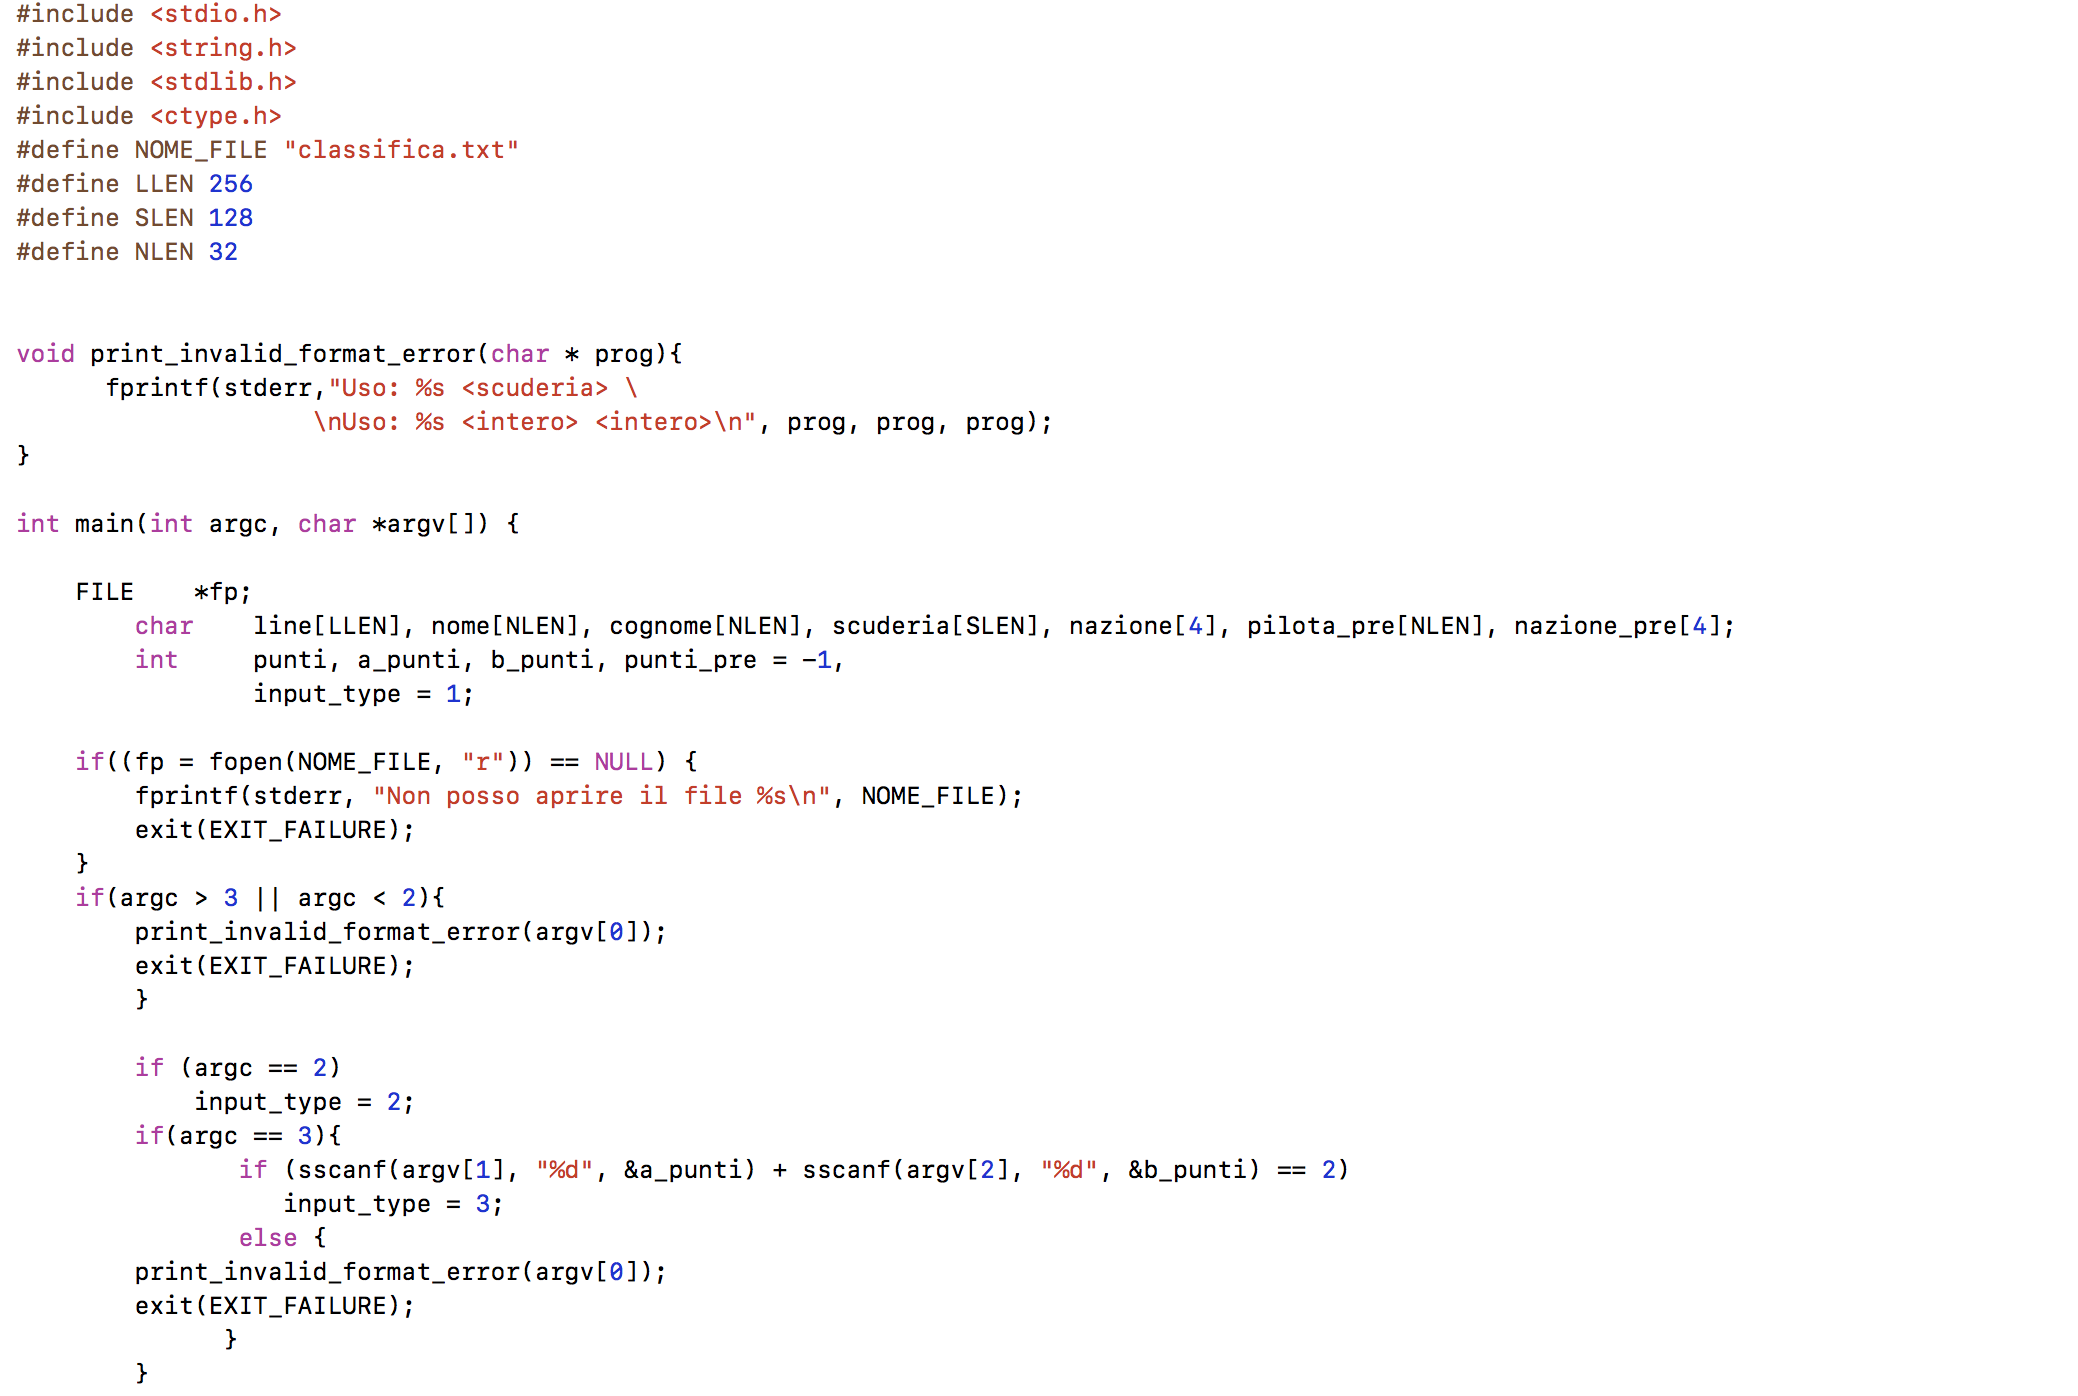 #include <stdio.h>
#include <string.h>
#include <stdlib.h>
#include <ctype.h>
#define NOME_FILE "classifica.txt"
#define LLEN 256
#define SLEN 128
#define NLEN 32
void print_invalid_format_error(char * prog){
fprintf(stderr,"Uso: %s <scuderia> \
\nUso: %s <intero> <intero>\n", prog, prog, prog);
}
int main(int argc, char *argv[]) {
FILE    *fp;
char    line[LLEN], nome[NLEN], cognome[NLEN], scuderia[SLEN], nazione[4], pilota_pre[NLEN], nazione_pre[4];
int     punti, a_punti, b_punti, punti_pre = -1,
input_type = 1;
if((fp = fopen(NOME_FILE, "r")) == NULL) {
fprintf(stderr, "Non posso aprire il file %s\n", NOME_FILE);
exit(EXIT_FAILURE);
}
if(argc > 3 || argc < 2){
print_invalid_format_error(argv[0]);
exit(EXIT_FAILURE);
}
if (argc == 2)
input_type = 2;
if(argc == 3){
if (sscanf(argv[1], "%d", &a_punti) + sscanf(argv[2], "%d", &b_punti) == 2)
input_type = 3;
else {
print_invalid_format_error(argv[0]);
exit(EXIT_FAILURE);
}
}